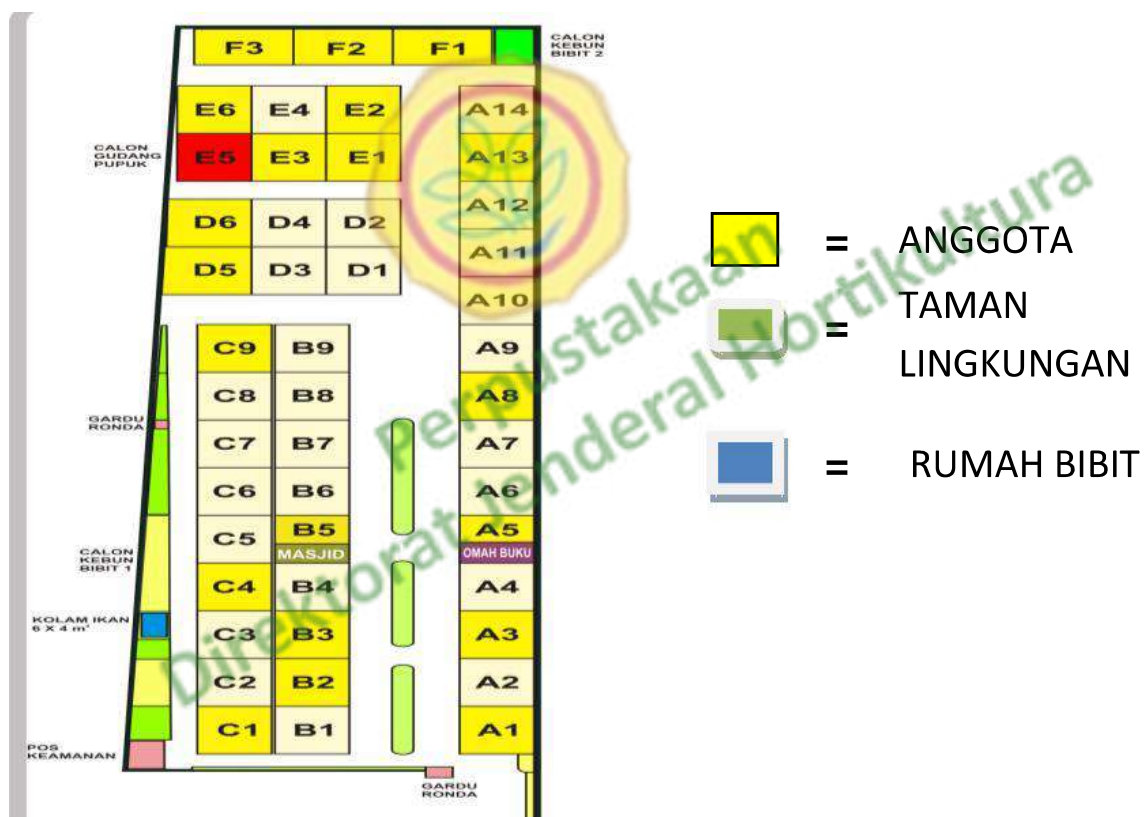 F3 F2 F1
CALON
KEBUN
BIBIT 2
E6 E4 E2 A14
CALON
GUDANG
PUPUK
E5 E3 E1 A13
D6 D4 D2 A12
D5 D3 D1 A11
A10
C9 B9 A9
C8 B8 A8
GARDU
RONDA
C7 B7 A7
C6 B6 A6
C5 B5 A5
MASJID OMAH BUKU
CALON
KEBUN
BIBIT 1
C4 B4 A4
KOLAM IKAN
6 X 4 m²
C3 B3 A3
C2 B2 A2
C1 B1 A1
POS
KEAMANAN
GARDU
RONDA
= ANGGOTA
= TAMAN
LINGKUNGAN
= RUMAH BIBIT
Perpustakaan
Direktorat Jenderal Hortikultura